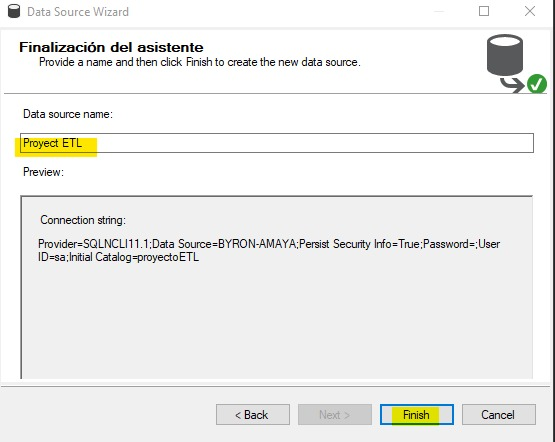 Data Source Wizard
Finalización del asistente
Provide a name and then click Finish to create the new data source.
Data source name:
Proyect ETL
Preview:
Connection string:
Provider=SQLNCLI11.1;Data Source=BYRON-AMAYA;Persist Security Info=True;Password=;User
ID=sa;Initial Catalog=proyectoETL
< Back
Next >
Finish
Cancel